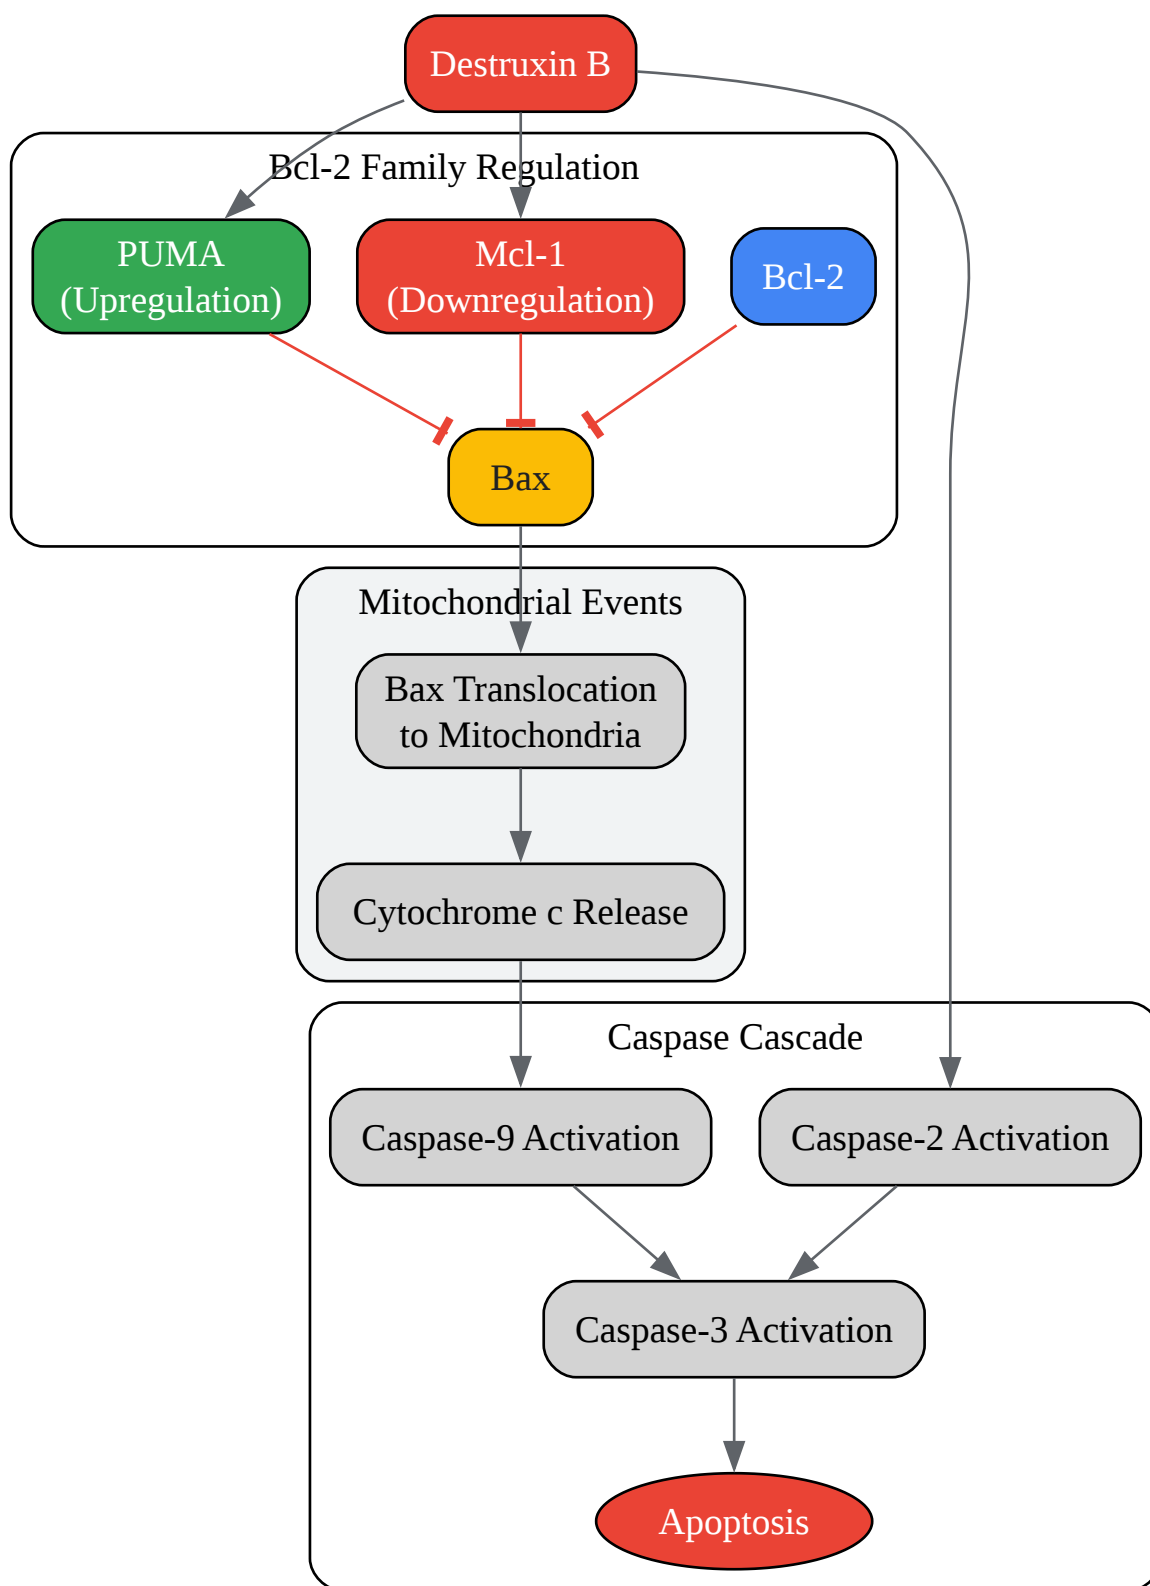 Destruxin B
Bcl-2 Family Regulation
PUMA
(Upregulation)
Mcl-1
(Downregulation)
Bcl-2
Bax
Mitochondrial Events
Bax Translocation
to Mitochondria
Cytochrome c Release
Caspase Cascade
Caspase-9 Activation
Caspase-2 Activation
Caspase-3 Activation
Apoptosis